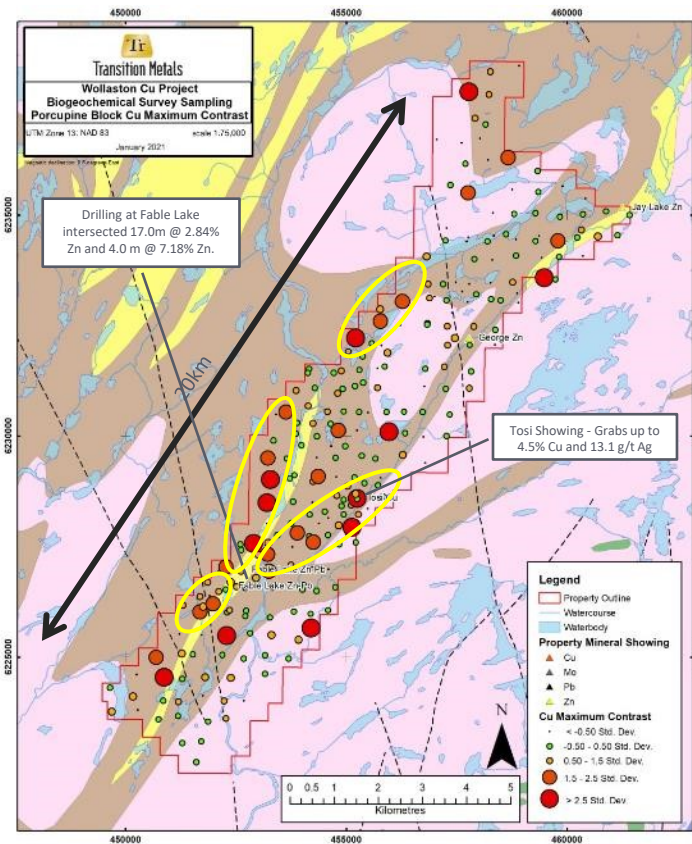 450000
455000
460000
Tr
Transition Metals
Wollaston Cu Project
Biogeochemical Survey Sampling
Porcupine Block Cu Maximum Contrast
UTM Zone 13: NAD 83
scale 1:75,000
January 2021
6235000
Drilling at Fable Lake
intersected 17.0m @ 2.84%
Zn and 4.0 m @ 7.18% Zn.
Jay Lake Zn
George Zn
20km
6230000
Tosi Showing - Grabs up to
4.5% Cu and 13.1 g/t Ag
Fable Lake Zn-Pb
6225000
Legend
Property Outline
Watercourse
Waterbody
Property Mineral Showing
Cu
Mo
Pb
Zn
Cu Maximum Contrast
< -0.50 Std. Dev.
-0.50 - 0.50 Std. Dev.
0.50 - 1.5 Std. Dev.
1.5 - 2.5 Std. Dev.
> 2.5 Std. Dev.
N
0 0.5 1 2 3 4 5
Kilometres
450000
455000
460000